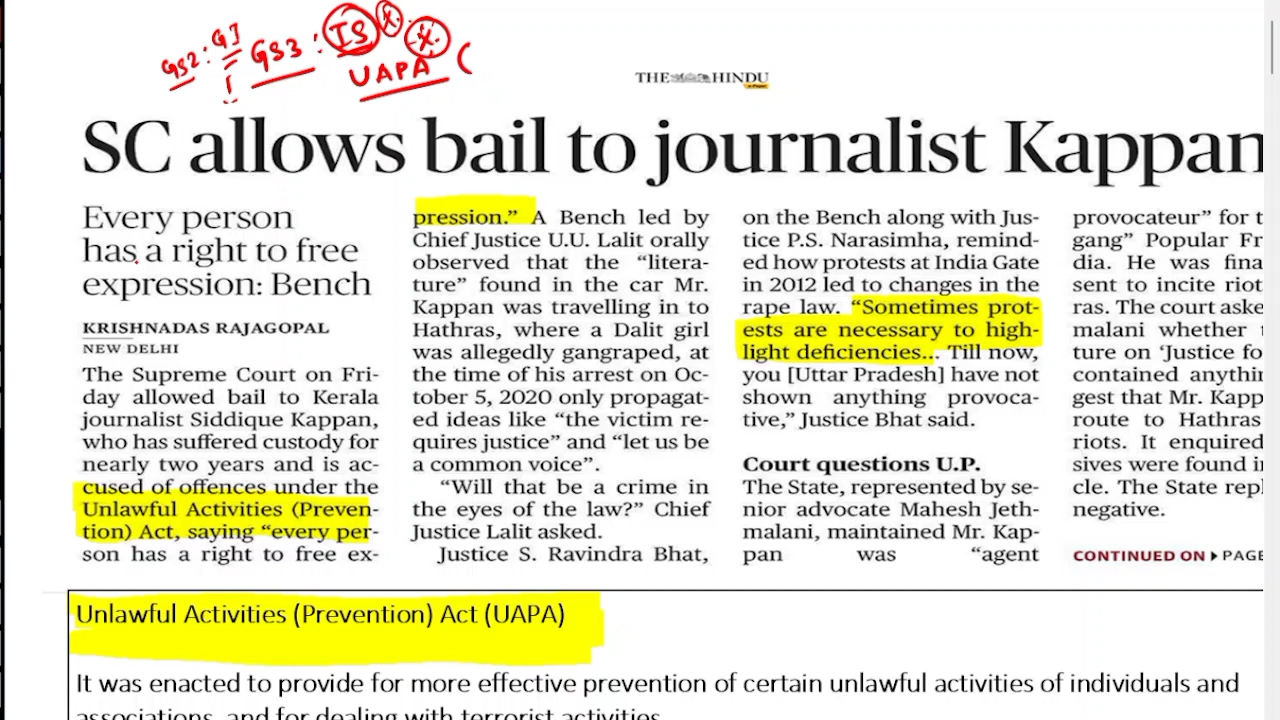 GS2: GI GS3: IS
UAPA (
THE HINDU
e-Paper
SC allows bail to journalist Kappan
Every person
has a right to free
expression: Bench
KRISHNADAS RAJAGOPAL
NEW DELHI
The Supreme Court on Fri-
day allowed bail to Kerala
journalist Siddique Kappan,
who has suffered custody for
nearly two years and is ac-
cused of offences under the
Unlawful Activities (Preven-
tion) Act, saying “every per-
son has a right to free ex-
pression.” A Bench led by
Chief Justice U.U. Lalit orally
observed that the “litera-
ture” found in the car Mr.
Kappan was travelling in to
Hathras, where a Dalit girl
was allegedly gangraped, at
the time of his arrest on Oc-
tober 5, 2020 only propagat-
ed ideas like “the victim re-
quires justice” and “let us be
a common voice”.
“Will that be a crime in
the eyes of the law?” Chief
Justice Lalit asked.
Justice S. Ravindra Bhat,
on the Bench along with Jus-
tice P.S. Narasimha, remind-
ed how protests at India Gate
in 2012 led to changes in the
rape law. “Sometimes prot-
ests are necessary to high-
light deficiencies... Till now,
you [Uttar Pradesh] have not
shown anything provoca-
tive,” Justice Bhat said.
Court questions U.P.
The State, represented by se-
nior advocate Mahesh Jeth-
malani, maintained Mr. Kap-
pan was “agent
provocateur” for t
gang” Popular Fr
dia. He was fina
sent to incite riot
ras. The court aske
malani whether t
ture on ‘Justice fo
contained anythin
gest that Mr. Kapp
route to Hathras
riots. It enquired
sives were found i
cle. The State repl
negative.
CONTINUED ON PAGE
Unlawful Activities (Prevention) Act (UAPA)
It was enacted to provide for more effective prevention of certain unlawful activities of individuals and
associations, and for dealing with terrorist activities